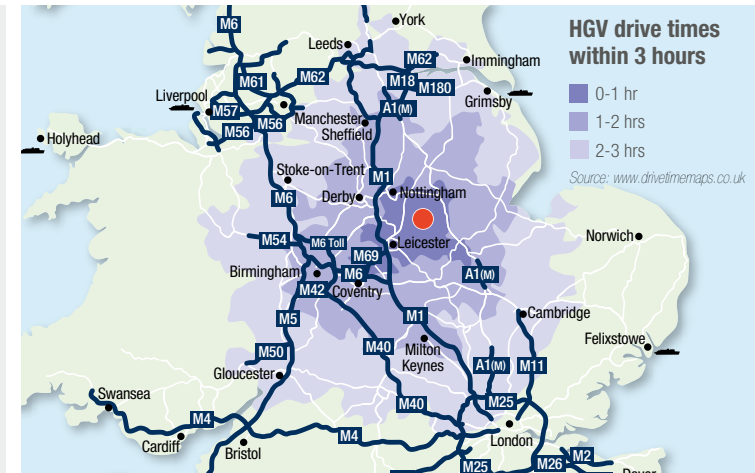 HGV drive times
within 3 hours
0-1 hr
1-2 hrs
2-3 hrs
Source: www.drivetimemaps.co.uk
M6
York
Leeds
M62
Immingham
M61
M62
M18
M180
Liverpool
Grimsby
M57
A1(M)
Manchester
M56
M56
Sheffield
Holyhead
Stoke-on-Trent
M1
M6
Derby
Nottingham
M54
M6 Toll
Leicester
Norwich
M69
Birmingham
M6
A1(M)
M42
Coventry
M5
M1
Cambridge
M40
Milton
Keynes
Felixstowe
M50
Gloucester
A1(M)
M11
Swansea
M40
M25
M4
M4
Cardiff
Bristol
London
M25
M26
M2
Dover